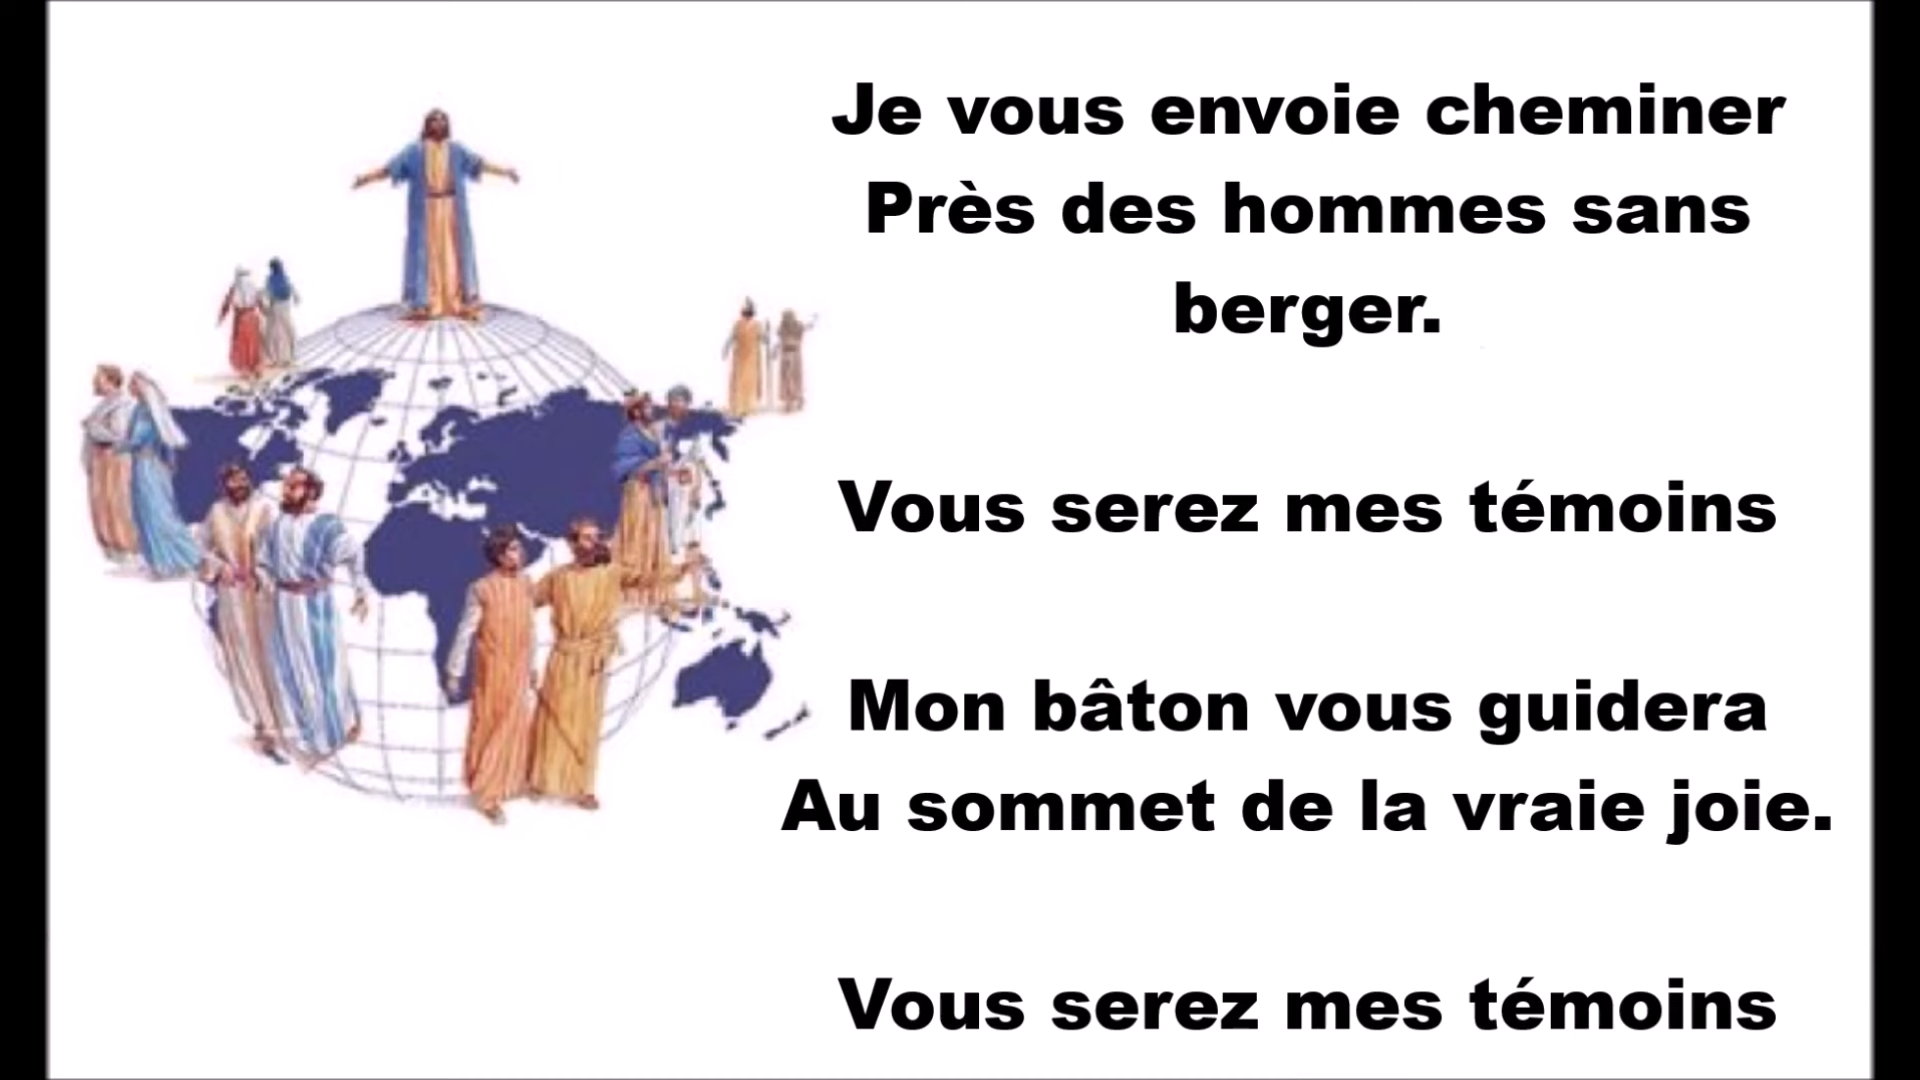 Je vous envoie cheminer
Près des hommes sans
berger.
Vous serez mes témoins
Mon bâton vous guidera
Au sommet de la vraie joie.
Vous serez mes témoins